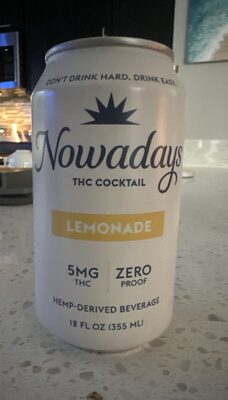 DON'T DRINK HARD. DRINK EASY.
Nowadays
THC COCKTAIL
LEMONADE
5MG ZERO
THC PROOF
HEMP-DERIVED BEVERAGE
12 FL OZ (355 ML)